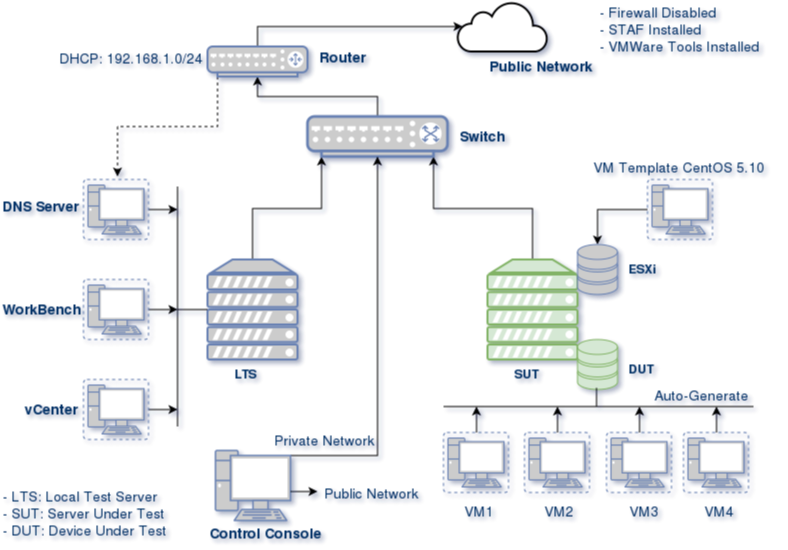 - Firewall Disabled
- STAF Installed
- VMWare Tools Installed
DHCP: 192.168.1.0/24
Router
Public Network
Switch
VM Template CentOS 5.10
DNS Server
ESXi
WorkBench
LTS
SUT
DUT
Auto-Generate
vCenter
Private Network
Public Network
Control Console
VM1
VM2
VM3
VM4
- LTS: Local Test Server
- SUT: Server Under Test
- DUT: Device Under Test